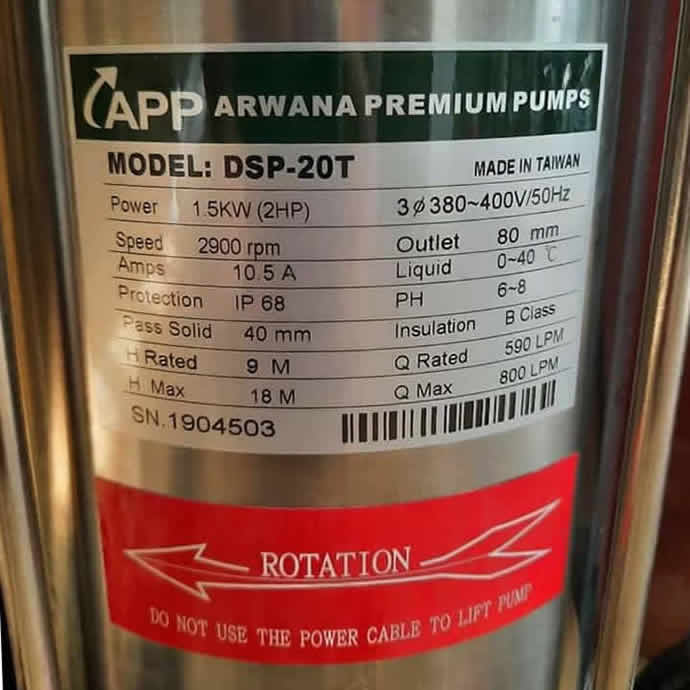 APP ARWANA PREMIUM PUMPS
MODEL: DSP-20T MADE IN TAIWAN
Power 1.5KW (2HP) 3 ϕ 380~400V/50Hz
Speed 2900 rpm Outlet 80 mm
Amps 10.5 A Liquid 0~40 ℃
Protection IP 68 PH 6~8
Pass Solid 40 mm Insulation B Class
H Rated 9 M Q Rated 590 LPM
H Max 18 M Q Max 800 LPM
SN.1904503
ROTATION
DO NOT USE THE POWER CABLE TO LIFT PUMP